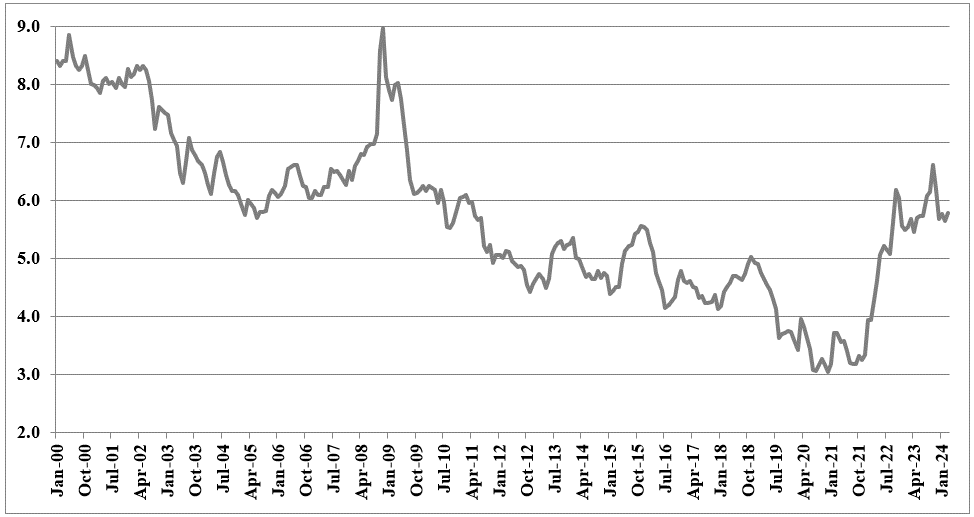 9.0
8.0
7.0
6.0
5.0
4.0
3.0
2.0
Jan-00
Oct-00
Jul-01
Apr-02
Jan-03
Oct-03
Jul-04
Apr-05
Jan-06
Oct-06
Jul-07
Apr-08
Jan-09
Oct-09
Jul-10
Apr-11
Jan-12
Oct-12
Jul-13
Apr-14
Jan-15
Oct-15
Jul-16
Apr-17
Jan-18
Oct-18
Jul-19
Apr-20
Jan-21
Oct-21
Jul-22
Apr-23
Jan-24